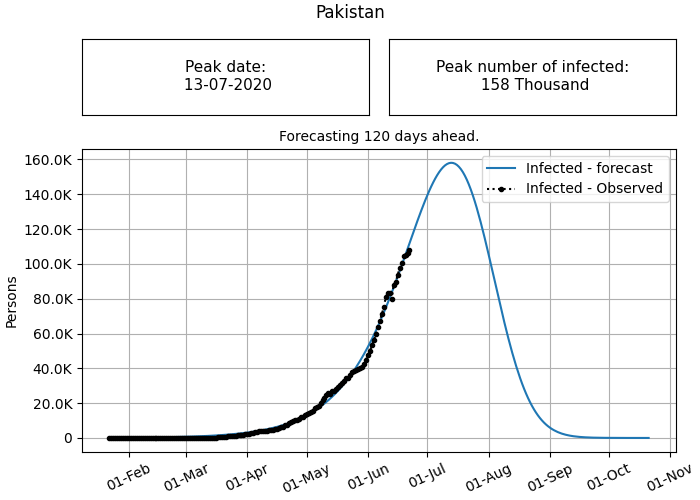 Pakistan
Peak date:
13-07-2020
Peak number of infected:
158 Thousand
Forecasting 120 days ahead.
Infected - forecast
Infected - Observed
Persons
160.0K
140.0K
120.0K
100.0K
80.0K
60.0K
40.0K
20.0K
0
01-Feb
01-Mar
01-Apr
01-May
01-Jun
01-Jul
01-Aug
01-Sep
01-Oct
01-Nov